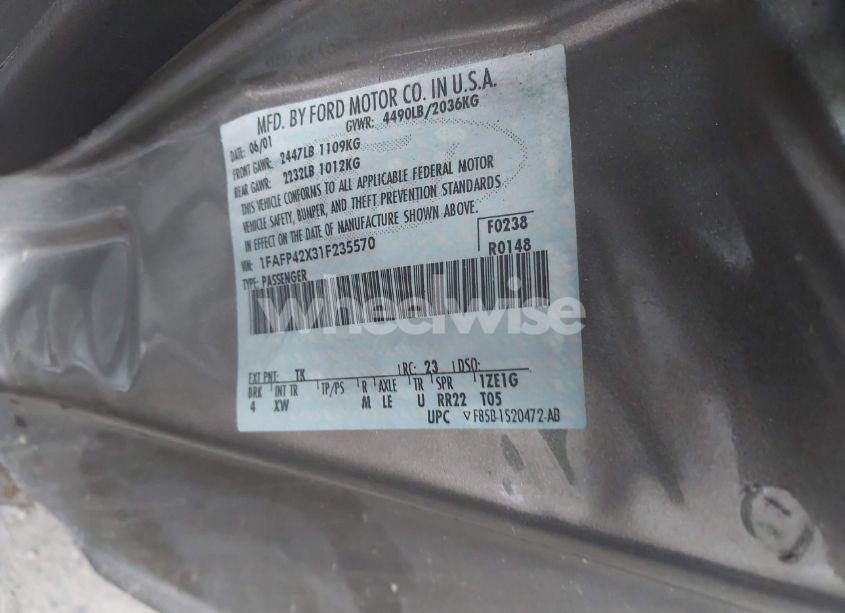 MFD. BY FORD MOTOR CO. IN U.S.A.
DATE: 06/01 GVWR: 4490LB/2036KG
FRONT GAWR: 2447LB 1109KG
REAR GAWR: 2232LB 1012KG
THIS VEHICLE CONFORMS TO ALL APPLICABLE FEDERAL MOTOR
VEHICLE SAFETY, BUMPER, AND THEFT PREVENTION STANDARDS
IN EFFECT ON THE DATE OF MANUFACTURE SHOWN ABOVE.
VIN: 1FAFP42X31F235570 F0238
TYPE: PASSENGER R0148
wheelwise
EXT PNT: TK RC: 23 DSO:
BRK INT TR TP/PS R AXLE TR SPR 1ZE1G
4 XW M LE U RR22 T05
UPC F85B-1520472-AB